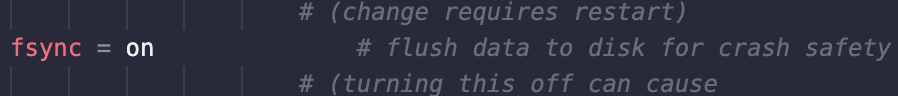 # (change requires restart)
fsync = on # flush data to disk for crash safety
# (turning this off can cause